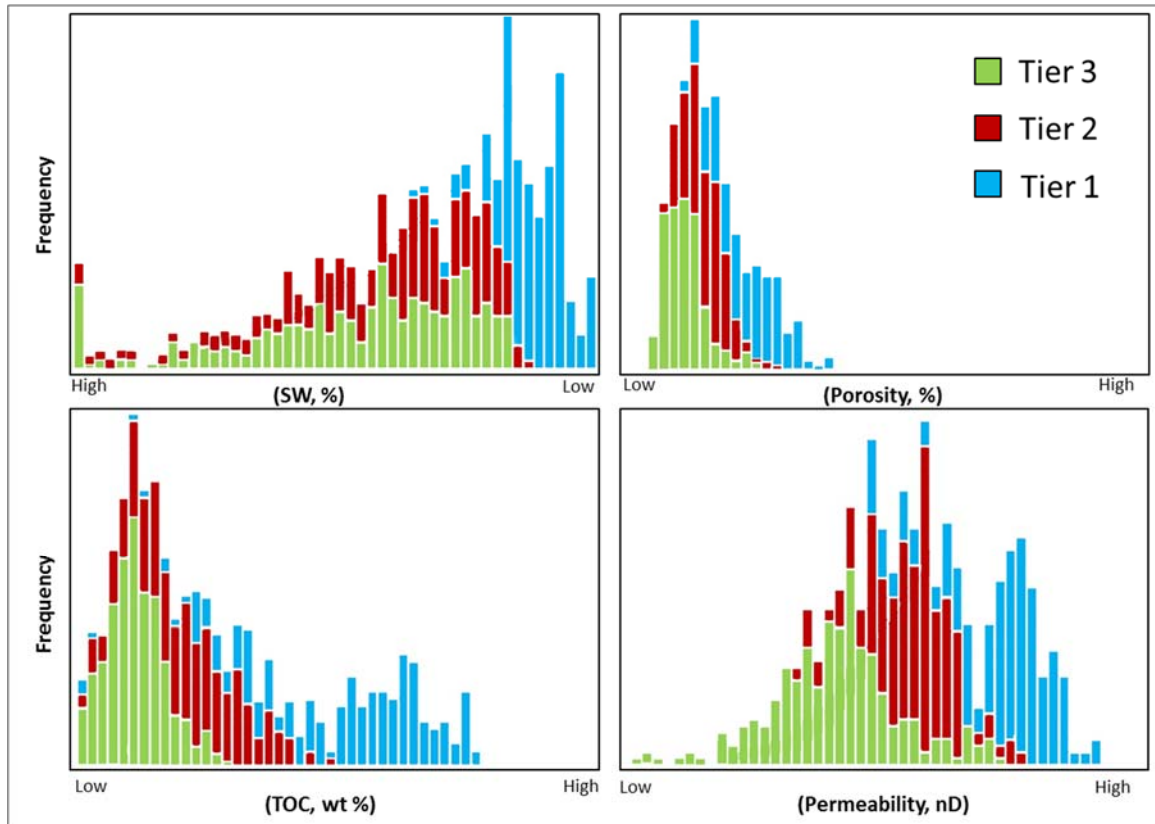 Tier 3
Tier 2
Tier 1
Frequency
High
(SW, %)
Low
Low
(Porosity, %)
High
Frequency
Low
(TOC, wt %)
High
Low
(Permeability, nD)
High